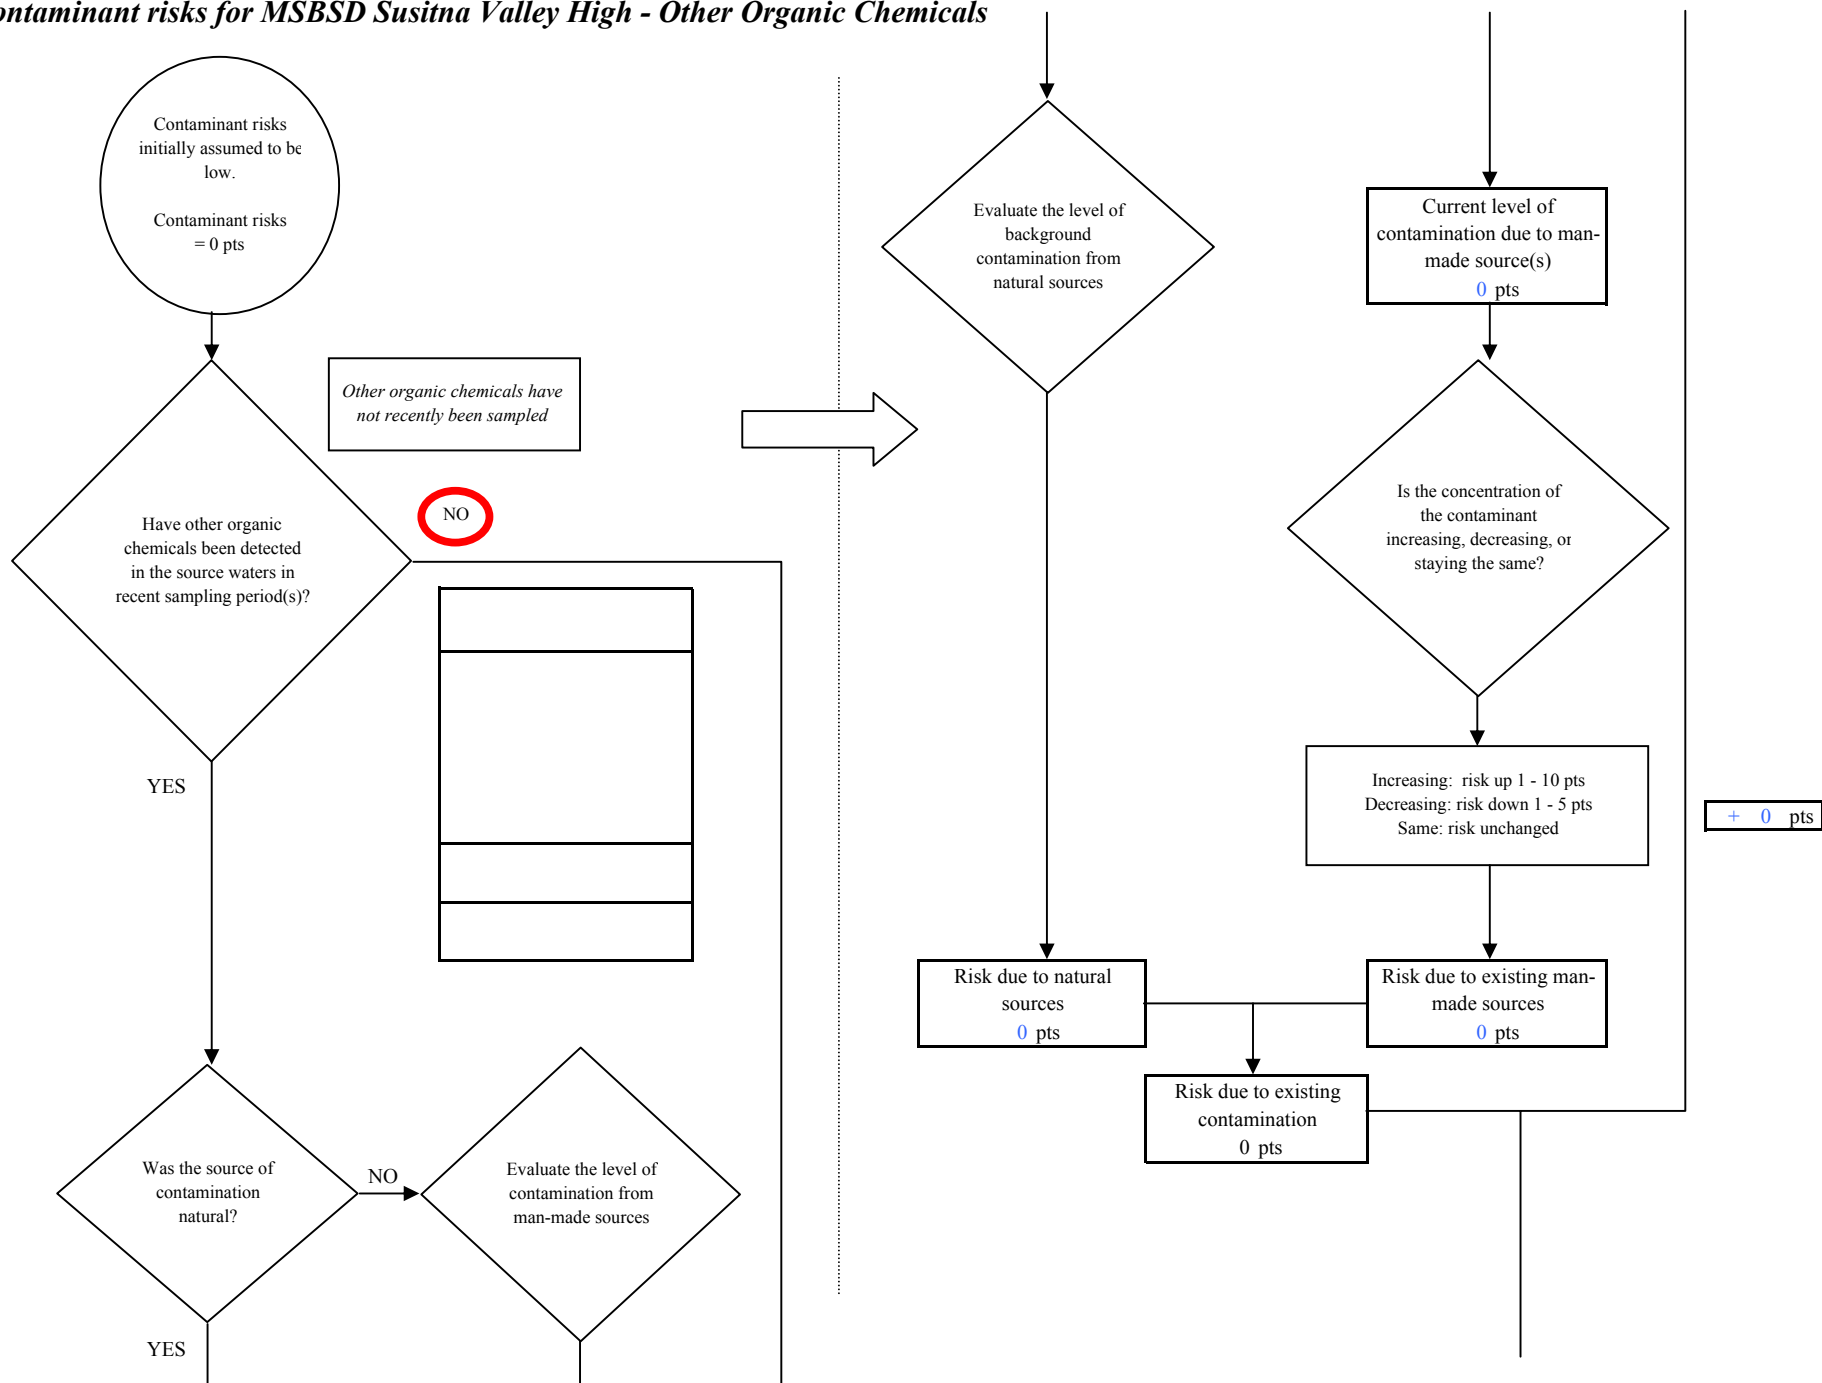 ontaminant risks for MSBSD Susitna Valley High - Other Organic Chemicals
Contaminant risks
initially assumed to be
low.
Contaminant risks
= 0 pts
Other organic chemicals have
not recently been sampled
NO
Have other organic
chemicals been detected
in the source waters in
recent sampling period(s)?
YES
Was the source of
contamination
natural?
NO
Evaluate the level of
contamination from
man-made sources
YES
Evaluate the level of
background
contamination from
natural sources
Current level of
contamination due to man-
made source(s)
0 pts
Is the concentration of
the contaminant
increasing, decreasing, or
staying the same?
Increasing: risk up 1 - 10 pts
Decreasing: risk down 1 - 5 pts
Same: risk unchanged
+ 0 pts
Risk due to natural
sources
0 pts
Risk due to existing man-
made sources
0 pts
Risk due to existing
contamination
0 pts